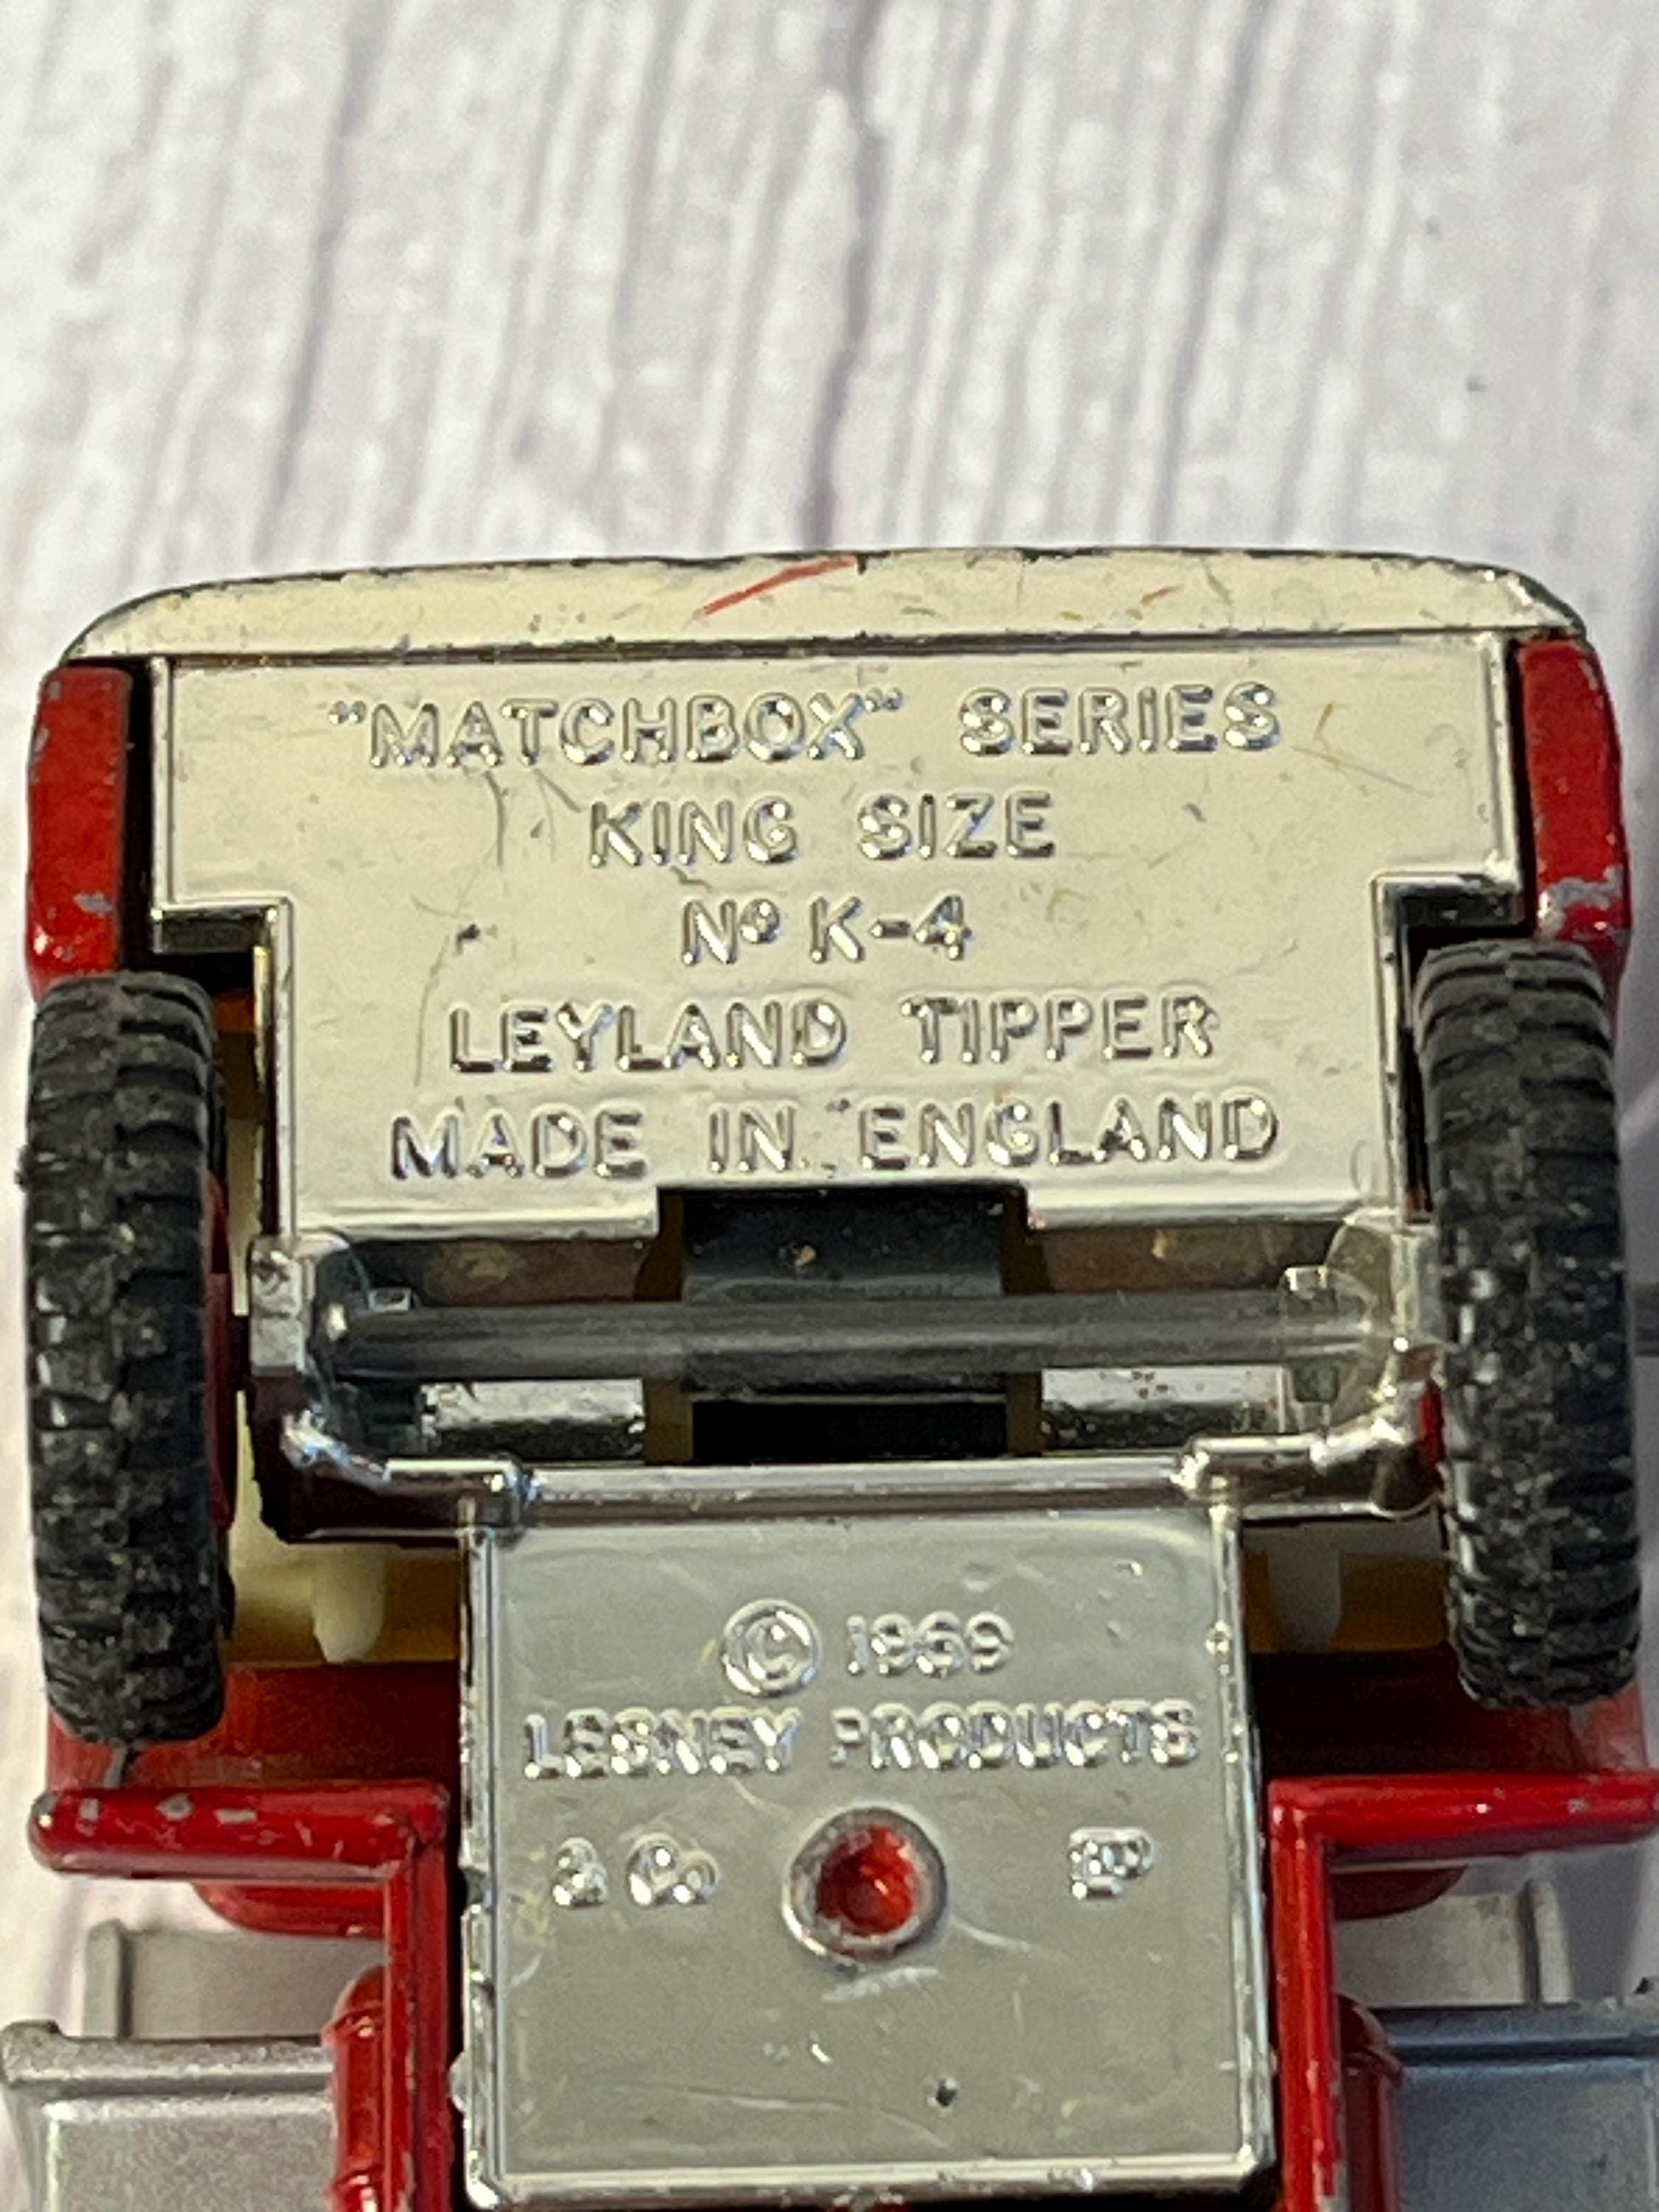 "MATCHBOX" SERIES
KING SIZE
Nº K-4
LEYLAND TIPPER
MADE IN ENGLAND
© 1969
LESNEY PRODUCTS
& Co